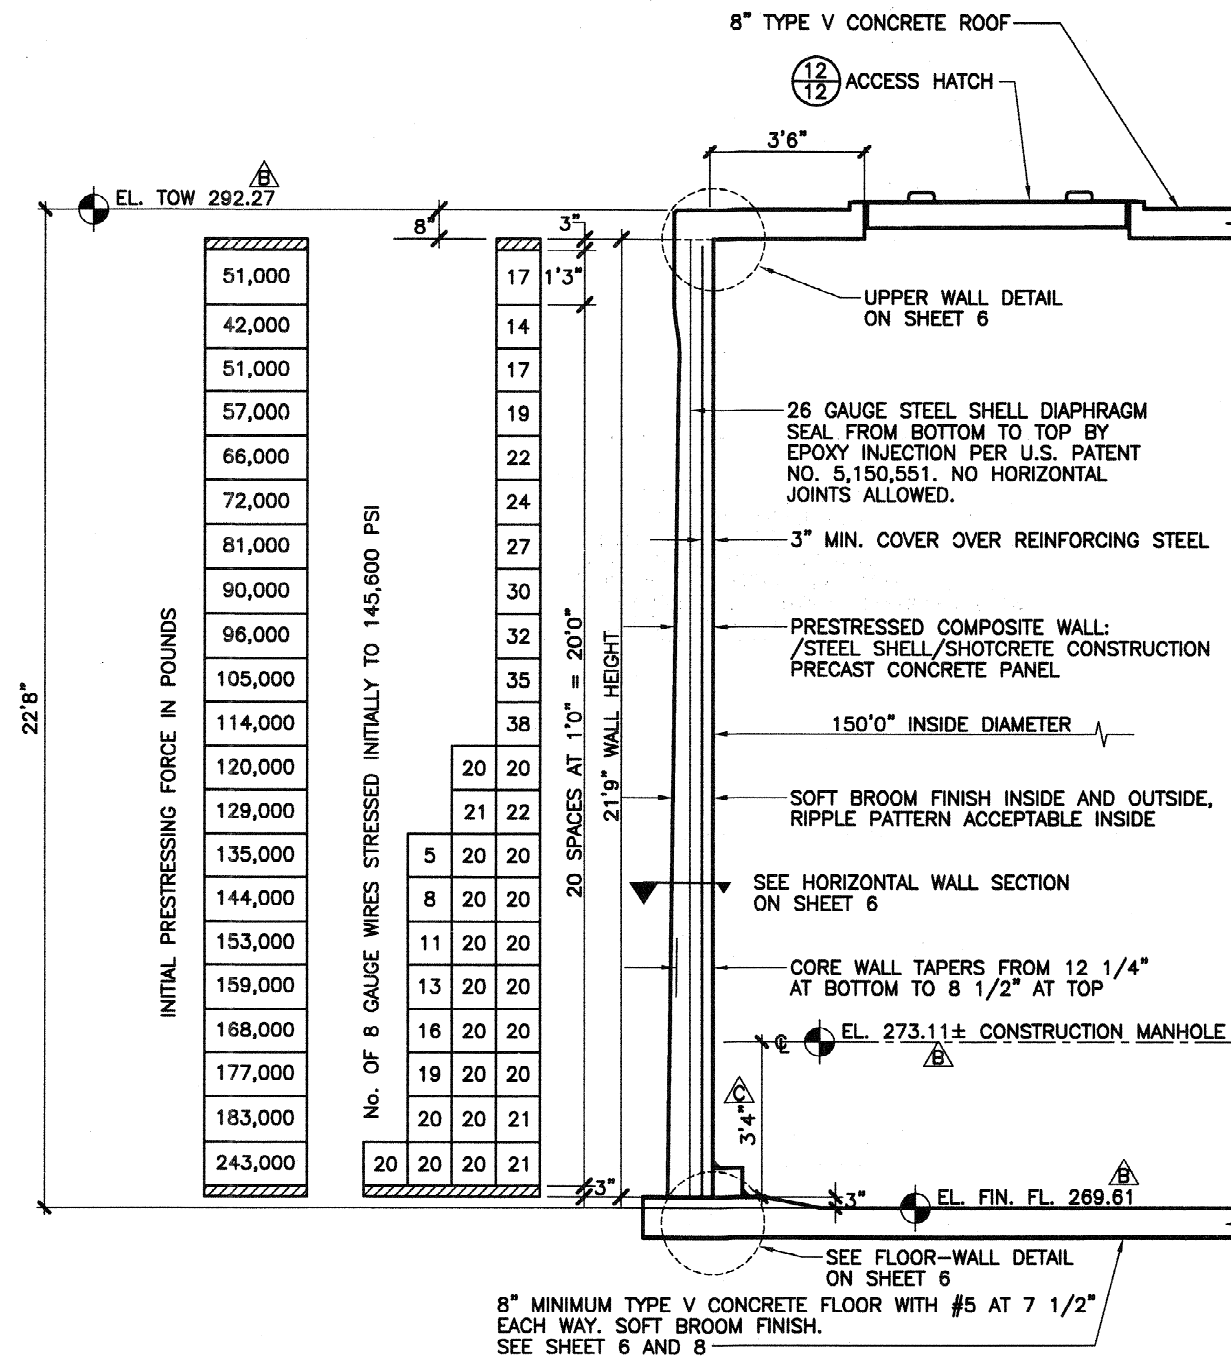 8" TYPE V CONCRETE ROOF
12
12
ACCESS HATCH
3'6"
B
EL. TOW 292.27
8"
3"
1'3"
UPPER WALL DETAIL
ON SHEET 6
51,000 17
42,000 14
51,000 17
57,000 19
66,000 22
72,000 24
81,000 27
90,000 30
96,000 32
105,000 35
114,000 38
120,000 20 20
129,000 21 22
135,000 5 20 20
144,000 8 20 20
153,000 11 20 20
159,000 13 20 20
168,000 16 20 20
177,000 19 20 20
183,000 20 20 21
243,000 20 20 20 21
22'8"
INITIAL PRESTRESSING FORCE IN POUNDS
No. OF 8 GAUGE WIRES STRESSED INITIALLY TO 145,600 PSI
20 SPACES AT 1'0" = 20'0"
21'9" WALL HEIGHT
26 GAUGE STEEL SHELL DIAPHRAGM
SEAL FROM BOTTOM TO TOP BY
EPOXY INJECTION PER U.S. PATENT
NO. 5,150,551. NO HORIZONTAL
JOINTS ALLOWED.
3" MIN. COVER OVER REINFORCING STEEL
PRESTRESSED COMPOSITE WALL:
/STEEL SHELL/SHOTCRETE CONSTRUCTION
PRECAST CONCRETE PANEL
150'0" INSIDE DIAMETER
SOFT BROOM FINISH INSIDE AND OUTSIDE,
RIPPLE PATTERN ACCEPTABLE INSIDE
SEE HORIZONTAL WALL SECTION
ON SHEET 6
CORE WALL TAPERS FROM 12 1/4"
AT BOTTOM TO 8 1/2" AT TOP
℄ EL. 273.11± CONSTRUCTION MANHOLE
B
C
3'4"
3"
3"
B
EL. FIN. FL. 269.61
SEE FLOOR-WALL DETAIL
ON SHEET 6
8" MINIMUM TYPE V CONCRETE FLOOR WITH #5 AT 7 1/2"
EACH WAY. SOFT BROOM FINISH.
SEE SHEET 6 AND 8